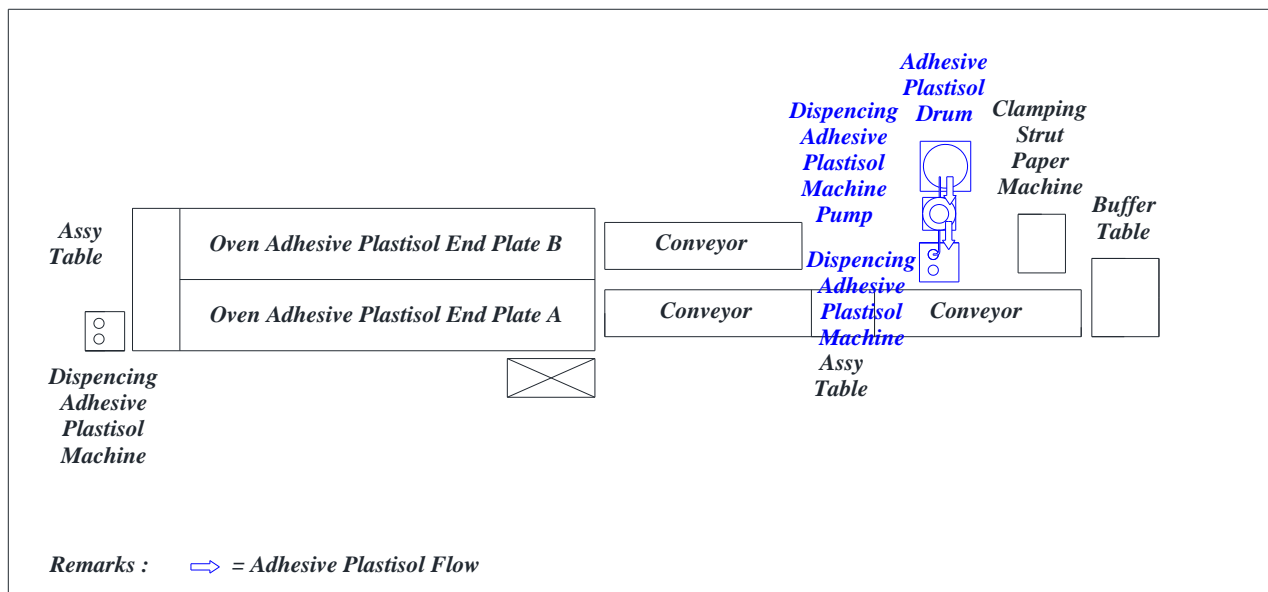 Adhesive
Plastisol
Drum
Dispencing
Adhesive
Plastisol
Machine
Pump
Clamping
Strut
Paper
Machine
Buffer
Table
Assy
Table
Oven Adhesive Plastisol End Plate B
Conveyor
Dispencing
Adhesive
Plastisol
Machine
Oven Adhesive Plastisol End Plate A
Conveyor
Conveyor
Assy
Table
Dispencing
Adhesive
Plastisol
Machine
Remarks :
= Adhesive Plastisol Flow